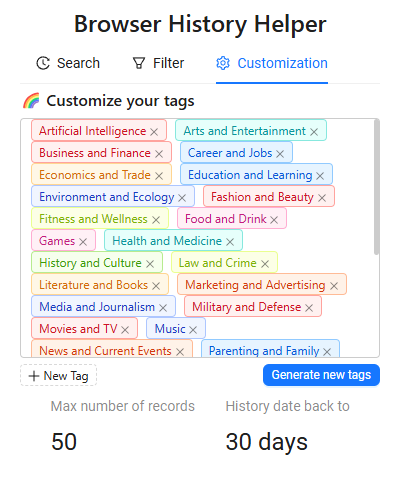 Browser History Helper
Search Filter Customization
🌈 Customize your tags
Artificial Intelligence × Arts and Entertainment ×
Business and Finance × Career and Jobs ×
Economics and Trade × Education and Learning ×
Environment and Ecology × Fashion and Beauty ×
Fitness and Wellness × Food and Drink ×
Games × Health and Medicine ×
History and Culture × Law and Crime ×
Literature and Books × Marketing and Advertising ×
Media and Journalism × Military and Defense ×
Movies and TV × Music ×
News and Current Events × Parenting and Family ×
+ New Tag Generate new tags
Max number of records History date back to
50 30 days